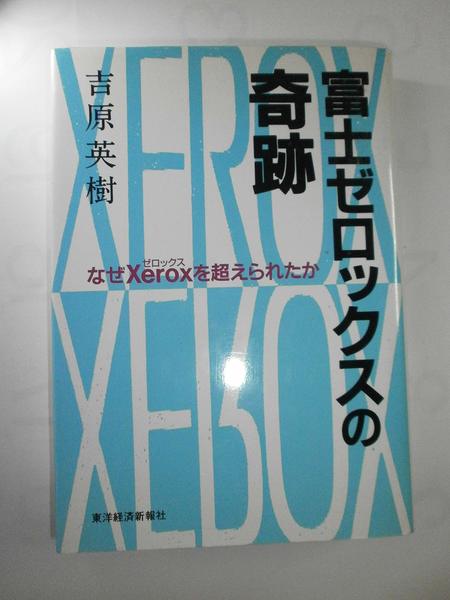 富士ゼロックスの
奇跡
吉原英樹
ゼロックス
なぜXeroxを超えられたか
XEROX
XEROX
東洋経済新報社